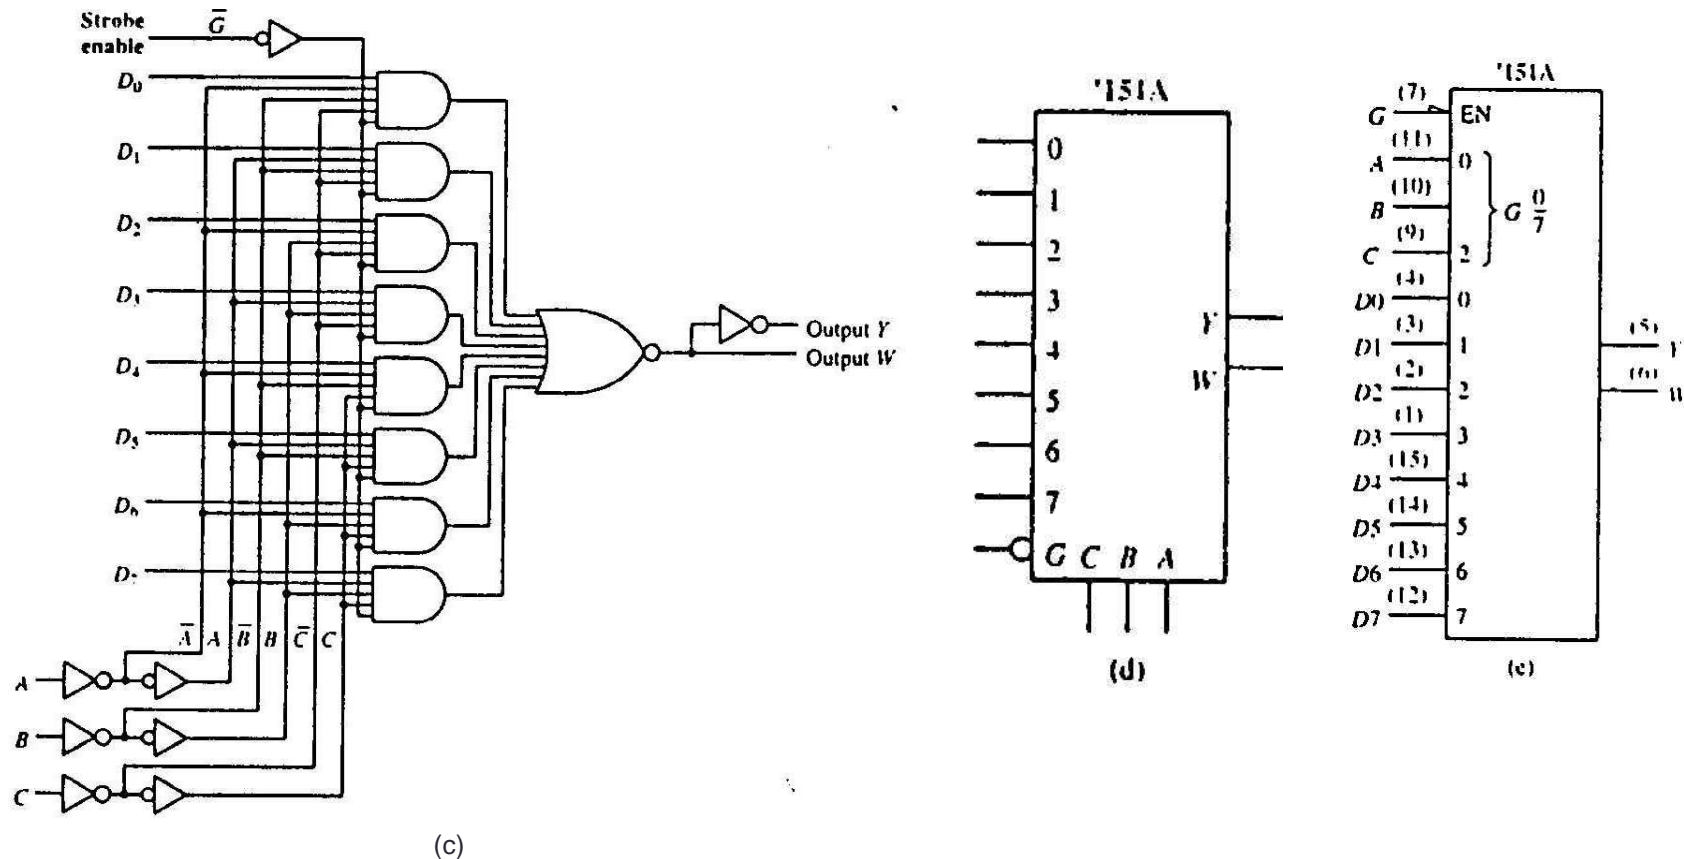 Strobe
enable
G̅
D₀
D₁
D₂
D₃
D₄
D₅
D₆
D₇
A̅ A B̅ B C̅ C
A
B
C
Output Y
Output W
(c)
'151A
0
1
2
3
4
5
6
7
G C B A
Y
W
(d)
'151A
(7)
G EN
(11)
A 0
(10)
B
G 0/7
(9)
C 2
(4)
D0 0
(3)
D1 1
(2)
D2 2
(1)
D3 3
(15)
D4 4
(14)
D5 5
(13)
D6 6
(12)
D7 7
(5)
Y
(6)
W
(e)